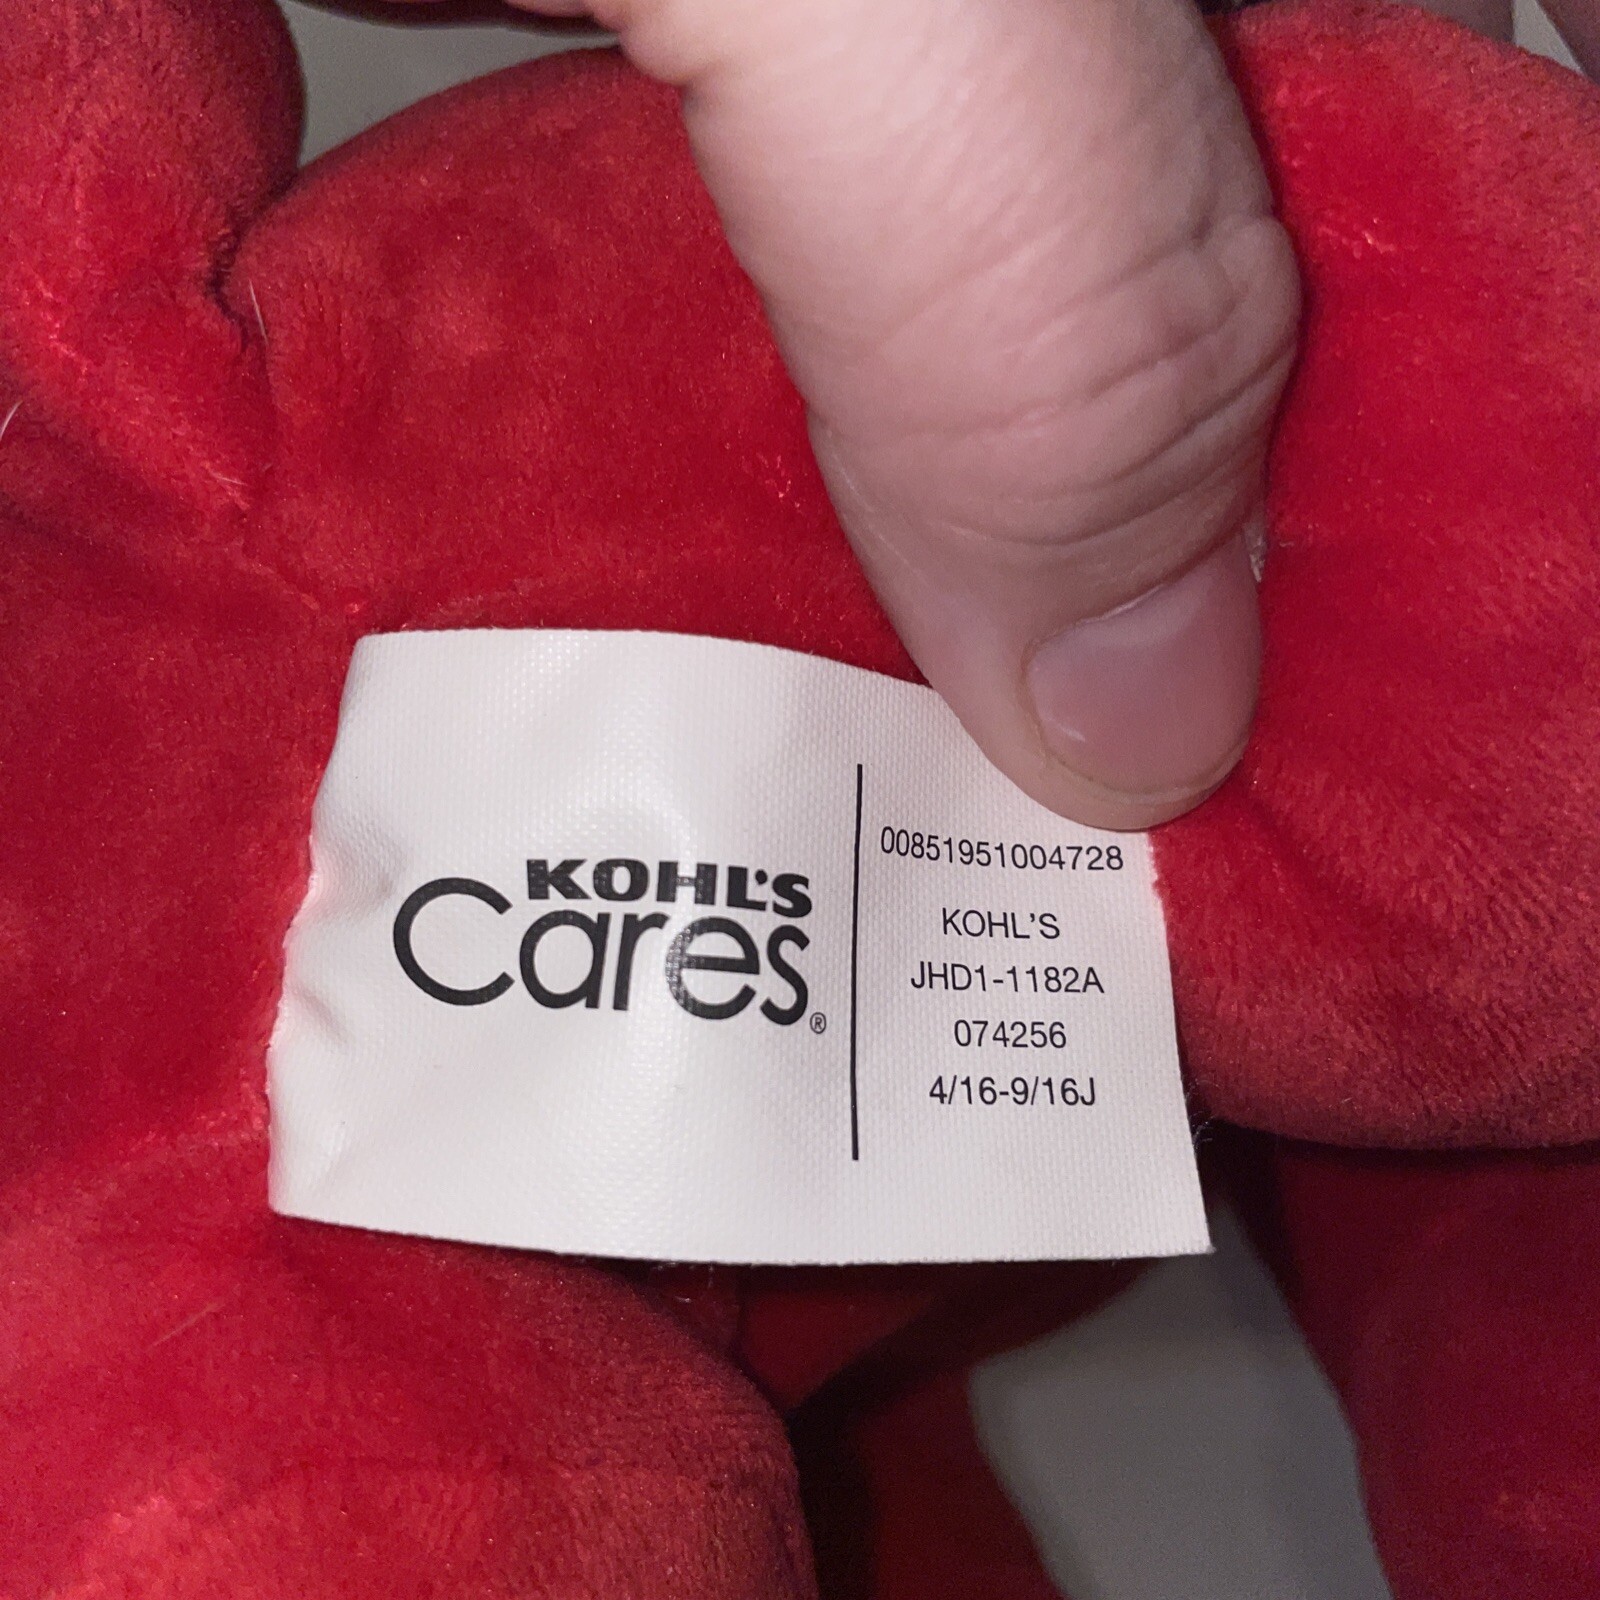 KOHL'S
Cares®
00851951004728
KOHL'S
JHD1-1182A
074256
4/16-9/16J